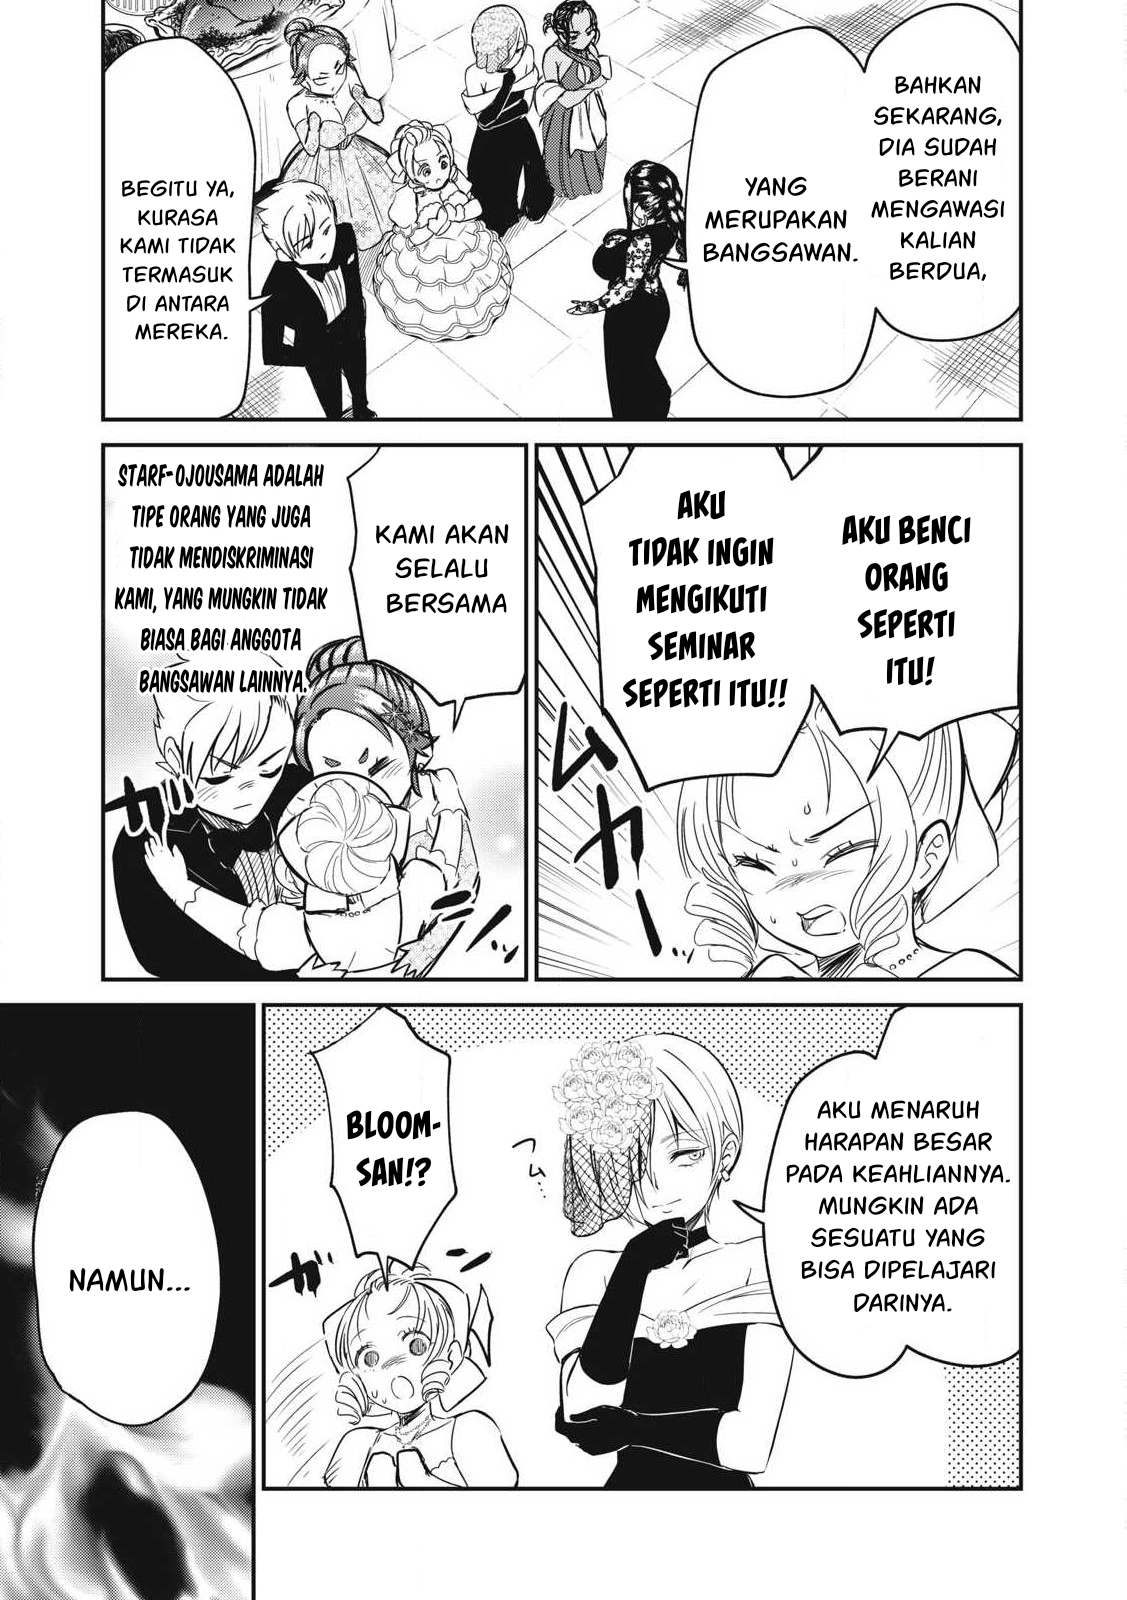 BAHKAN
SEKARANG,
DIA SUDAH
BERANI
MENGAWASI
KALIAN
BERDUA,
YANG
MERUPAKAN
BANGSAWAN.
BEGITU YA,
KURASA
KAMI TIDAK
TERMASUK
DI ANTARA
MEREKA.
AKU BENCI
ORANG
SEPERTI
ITU!
AKU
TIDAK INGIN
MENGIKUTI
SEMINAR
SEPERTI ITU!!
KAMI AKAN
SELALU
BERSAMA
STARF-OJOUSAMA ADALAH
TIPE ORANG YANG JUGA
TIDAK MENDISKRIMINASI
KAMI, YANG MUNGKIN TIDAK
BIASA BAGI ANGGOTA
BANGSAWAN LAINNYA.
AKU MENARUH
HARAPAN BESAR
PADA KEAHLIANNYA.
MUNGKIN ADA
SESUATU YANG
BISA DIPELAJARI
DARINYA.
フム...
BLOOM-
SAN!?
NAMUN...